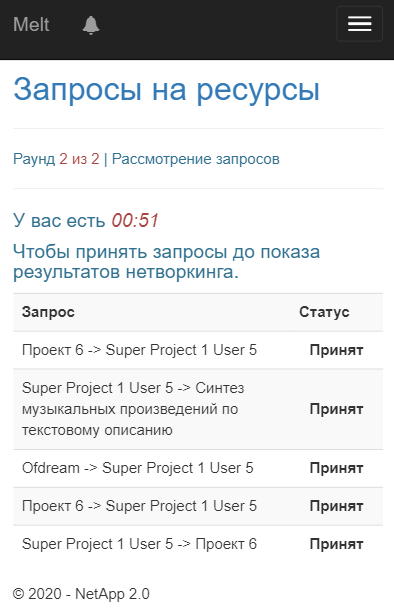 Melt
Запросы на ресурсы
Раунд 2 из 2 | Рассмотрение запросов
У вас есть 00:51
Чтобы принять запросы до показа
результатов нетворкинга.
Запрос Статус
Проект 6 -> Super Project 1 User 5 Принят
Super Project 1 User 5 -> Синтез
музыкальных произведений по Принят
текстовому описанию
Ofdream -> Super Project 1 User 5 Принят
Проект 6 -> Super Project 1 User 5 Принят
Super Project 1 User 5 -> Проект 6 Принят
© 2020 - NetApp 2.0